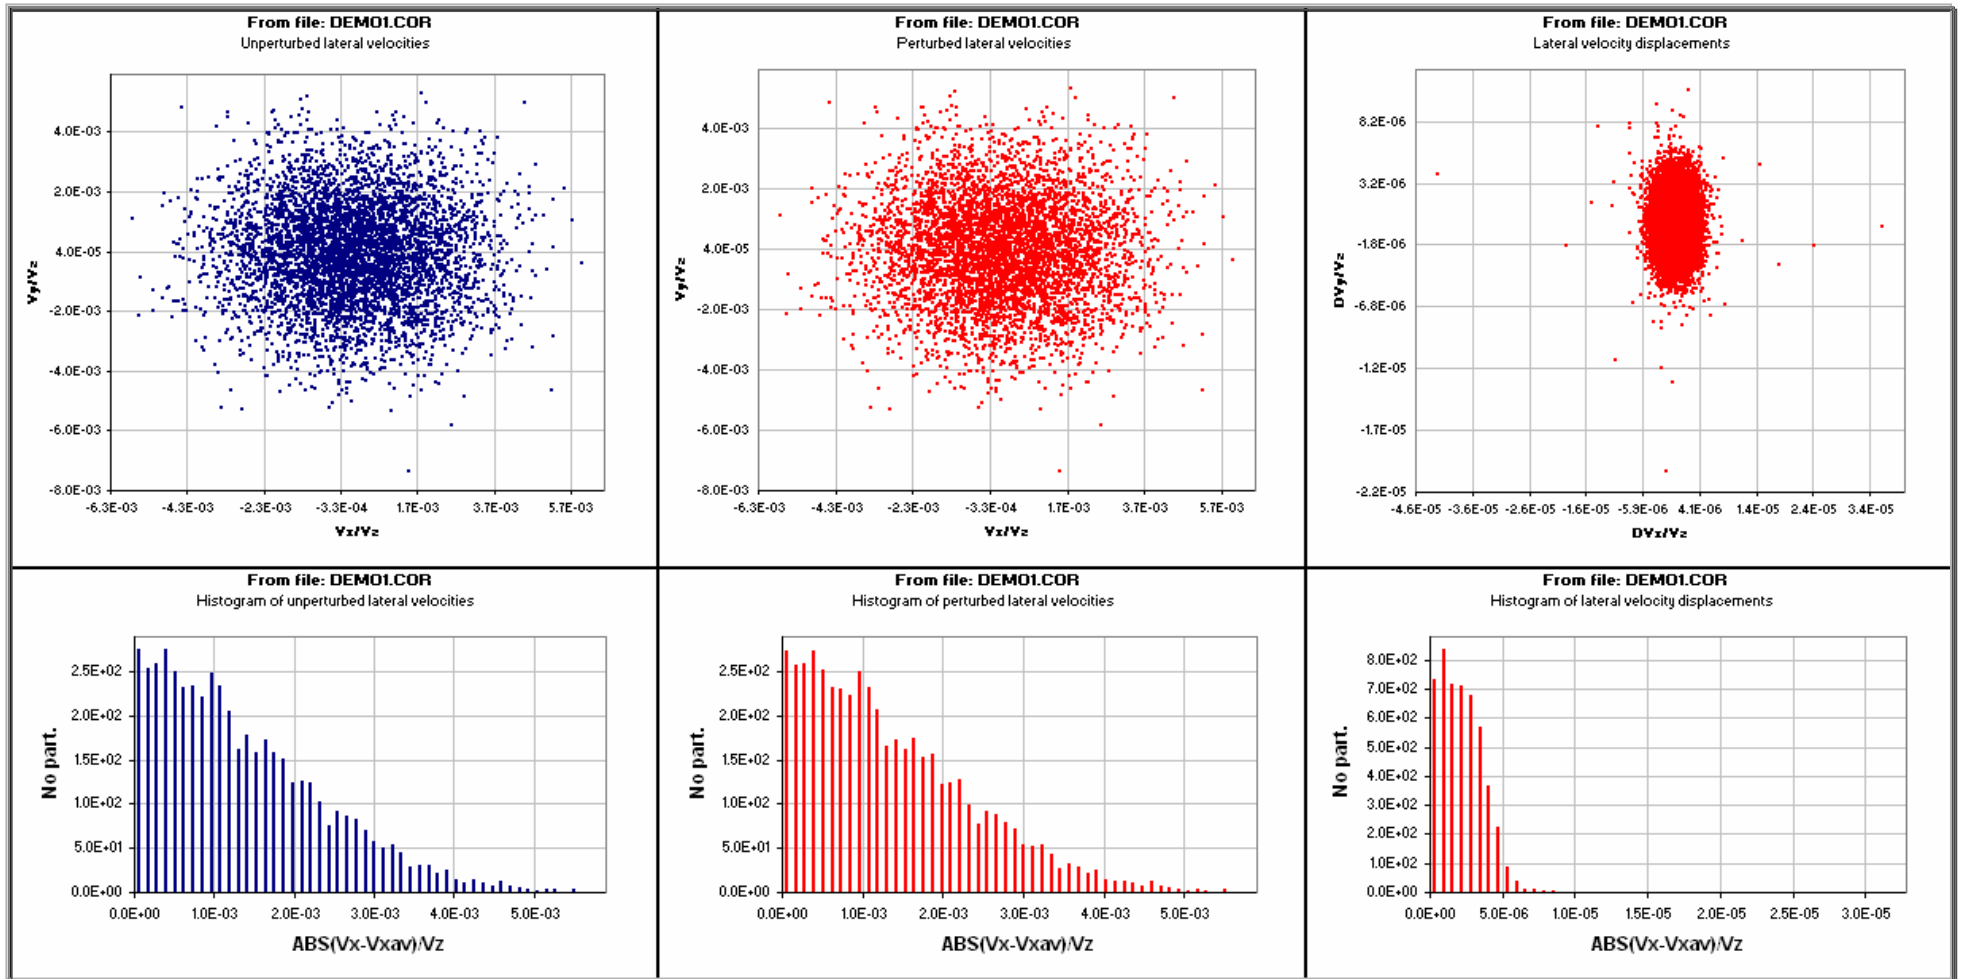 From file: DEMO1.COR
Unperturbed lateral velocities
4.0E-03
2.0E-03
4.0E-05
-2.0E-03
-4.0E-03
-6.0E-03
-8.0E-03
Vy/Vz
-6.3E-03 -4.3E-03 -2.3E-03 -3.3E-04 1.7E-03 3.7E-03 5.7E-03
Vx/Vz
From file: DEMO1.COR
Perturbed lateral velocities
4.0E-03
2.0E-03
4.0E-05
-2.0E-03
-4.0E-03
-6.0E-03
-8.0E-03
Vy/Vz
-6.3E-03 -4.3E-03 -2.3E-03 -3.3E-04 1.7E-03 3.7E-03 5.7E-03
Vx/Vz
From file: DEMO1.COR
Lateral velocity displacements
8.2E-06
3.2E-06
-1.8E-06
-6.8E-06
-1.2E-05
-1.7E-05
-2.2E-05
DVy/Vz
-4.6E-05 -3.6E-05 -2.6E-05 -1.6E-05 -5.3E-06 4.1E-06 1.4E-05 2.4E-05 3.4E-05
DVx/Vz
From file: DEMO1.COR
Histogram of unperturbed lateral velocities
2.5E+02
2.0E+02
1.5E+02
1.0E+02
5.0E+01
0.0E+00
No part.
0.0E+00 1.0E-03 2.0E-03 3.0E-03 4.0E-03 5.0E-03
ABS(Vx-Vxav)/Vz
From file: DEMO1.COR
Histogram of perturbed lateral velocities
2.5E+02
2.0E+02
1.5E+02
1.0E+02
5.0E+01
0.0E+00
No part.
0.0E+00 1.0E-03 2.0E-03 3.0E-03 4.0E-03 5.0E-03
ABS(Vx-Vxav)/Vz
From file: DEMO1.COR
Histogram of lateral velocity displacements
8.0E+02
7.0E+02
6.0E+02
5.0E+02
4.0E+02
3.0E+02
2.0E+02
1.0E+02
0.0E+00
No part.
0.0E+00 5.0E-06 1.0E-05 1.5E-05 2.0E-05 2.5E-05 3.0E-05
ABS(Vx-Vxav)/Vz